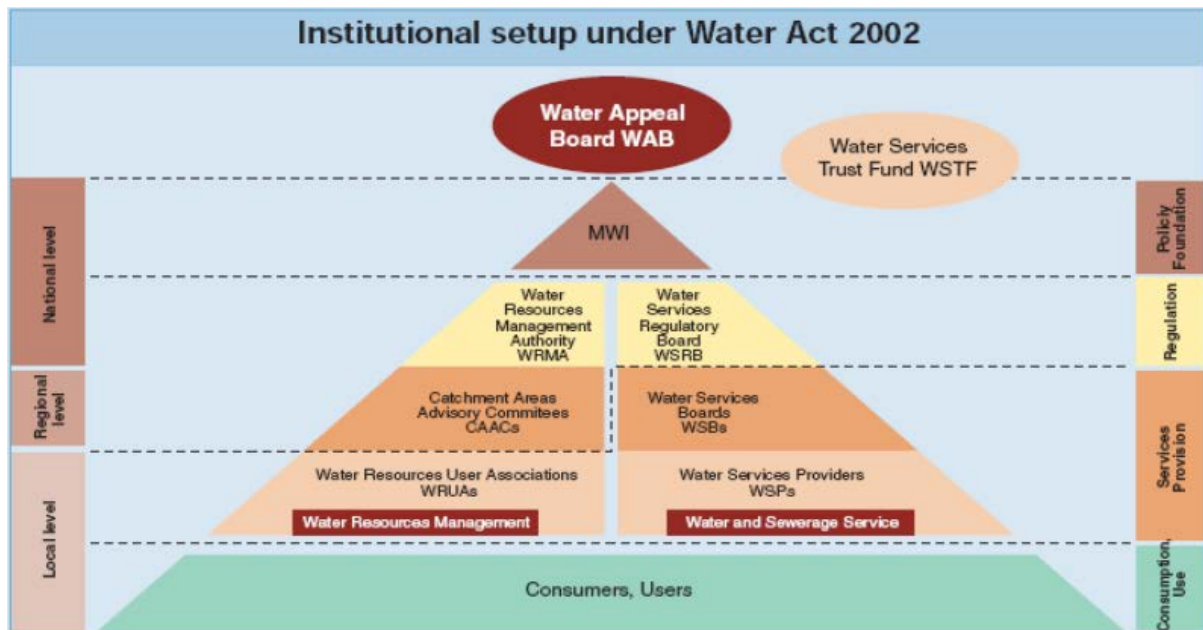 Institutional setup under Water Act 2002
Water Appeal
Board WAB
Water Services
Trust Fund WSTF
National level
MWI
Policiy
Foundation
Water
Resources
Management
Authority
WRMA
Water
Services
Regulatory
Board
WSRB
Regulation
Regional
level
Catchment Areas
Advisory Commitees
CAACs
Water Services
Boards
WSBs
Services
Provision
Local level
Water Resources User Associations
WRUAs
Water Resources Management
Water Services Providers
WSPs
Water and Sewerage Service
Consumers, Users
Consumption,
Use